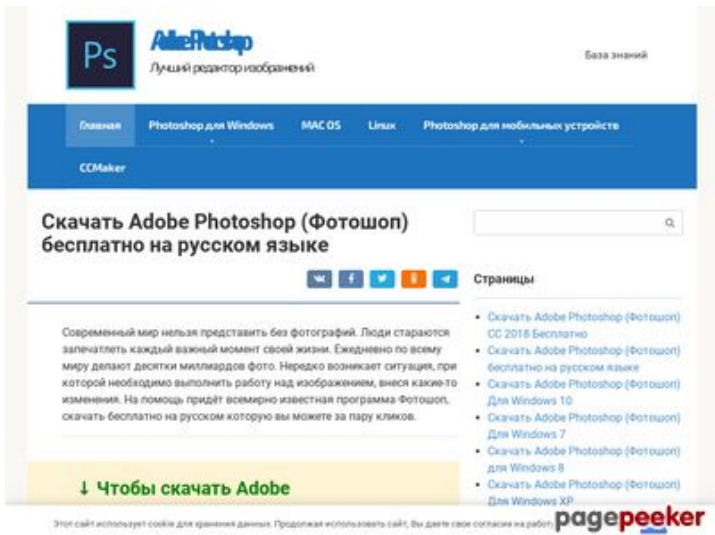 Ps
Adobe Photoshop
Лучший редактор изображений
База знаний
Главная
Photoshop для Windows
MAC OS
Linux
Photoshop для мобильных устройств
CCMaker
Скачать Adobe Photoshop (Фотошоп)
бесплатно на русском языке
Страницы
Современный мир нельзя представить без фотографий. Люди стараются
запечатлеть каждый важный момент своей жизни. Ежедневно по всему
миру делают десятки миллиардов фото. Нередко возникает ситуация, при
которой необходимо выполнить работу над изображением, внеся какие-то
изменения. На помощь придёт всемирно известная программа Фотошоп,
скачать бесплатно на русском которую вы можете за пару кликов.
↓ Чтобы скачать Adobe
Скачать Adobe Photoshop (Фотошоп)
CC 2018 Бесплатно
Скачать Adobe Photoshop (Фотошоп)
бесплатно на русском языке
Скачать Adobe Photoshop (Фотошоп)
Для Windows 10
Скачать Adobe Photoshop (Фотошоп)
Для Windows 7
Скачать Adobe Photoshop (Фотошоп)
для Windows 8
Скачать Adobe Photoshop (Фотошоп)
Для Windows XP
Этот сайт использует cookie для хранения данных. Продолжая использовать сайт, Вы даете свое согласие на работ
pagepeeker